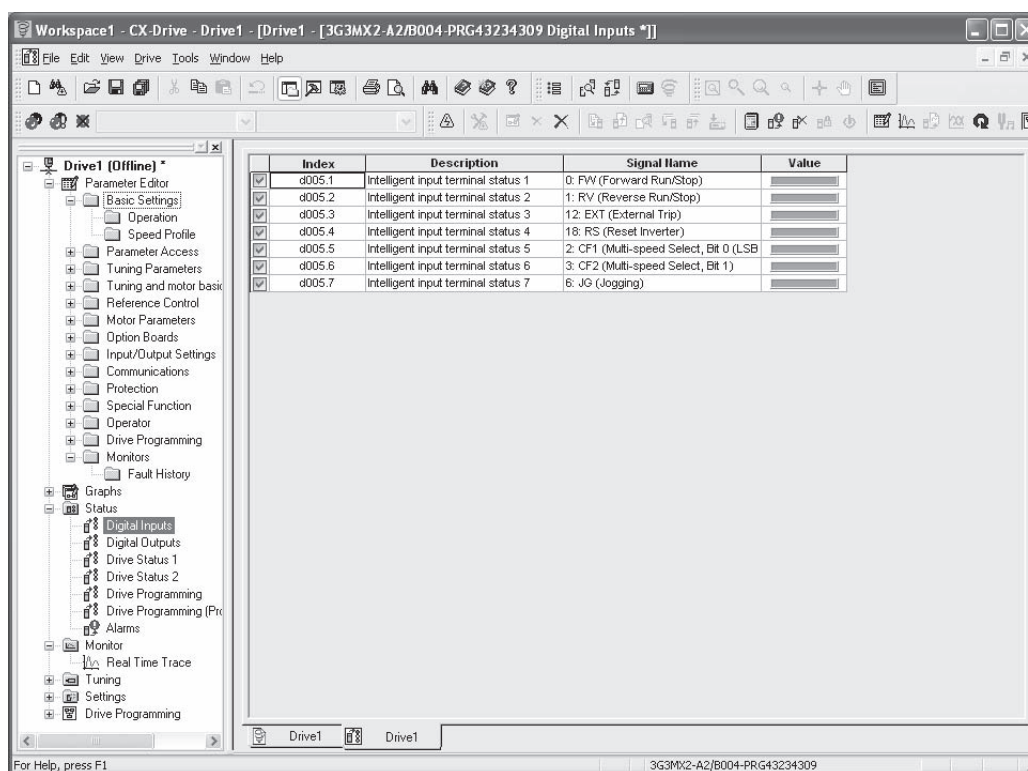 Workspace1 - CX-Drive - Drive1 - [Drive1 - [3G3MX2-A2/B004-PRG43234309 Digital Inputs *]]
File Edit View Drive Tools Window Help
Drive1 (Offline) *
Parameter Editor
Basic Settings
Operation
Speed Profile
Parameter Access
Tuning Parameters
Tuning and motor basic
Reference Control
Motor Parameters
Option Boards
Input/Output Settings
Communications
Protection
Special Function
Operator
Drive Programming
Monitors
Fault History
Graphs
Status
Digital Inputs
Digital Outputs
Drive Status 1
Drive Status 2
Drive Programming
Drive Programming (Pro
Alarms
Monitor
Real Time Trace
Tuning
Settings
Drive Programming
Index Description Signal Name Value
d005.1 Intelligent input terminal status 1 0: FW (Forward Run/Stop)
d005.2 Intelligent input terminal status 2 1: RV (Reverse Run/Stop)
d005.3 Intelligent input terminal status 3 12: EXT (External Trip)
d005.4 Intelligent input terminal status 4 18: RS (Reset Inverter)
d005.5 Intelligent input terminal status 5 2: CF1 (Multi-speed Select, Bit 0 (LSB
d005.6 Intelligent input terminal status 6 3: CF2 (Multi-speed Select, Bit 1)
d005.7 Intelligent input terminal status 7 6: JG (Jogging)
Drive1 Drive1
For Help, press F1 3G3MX2-A2/B004-PRG43234309